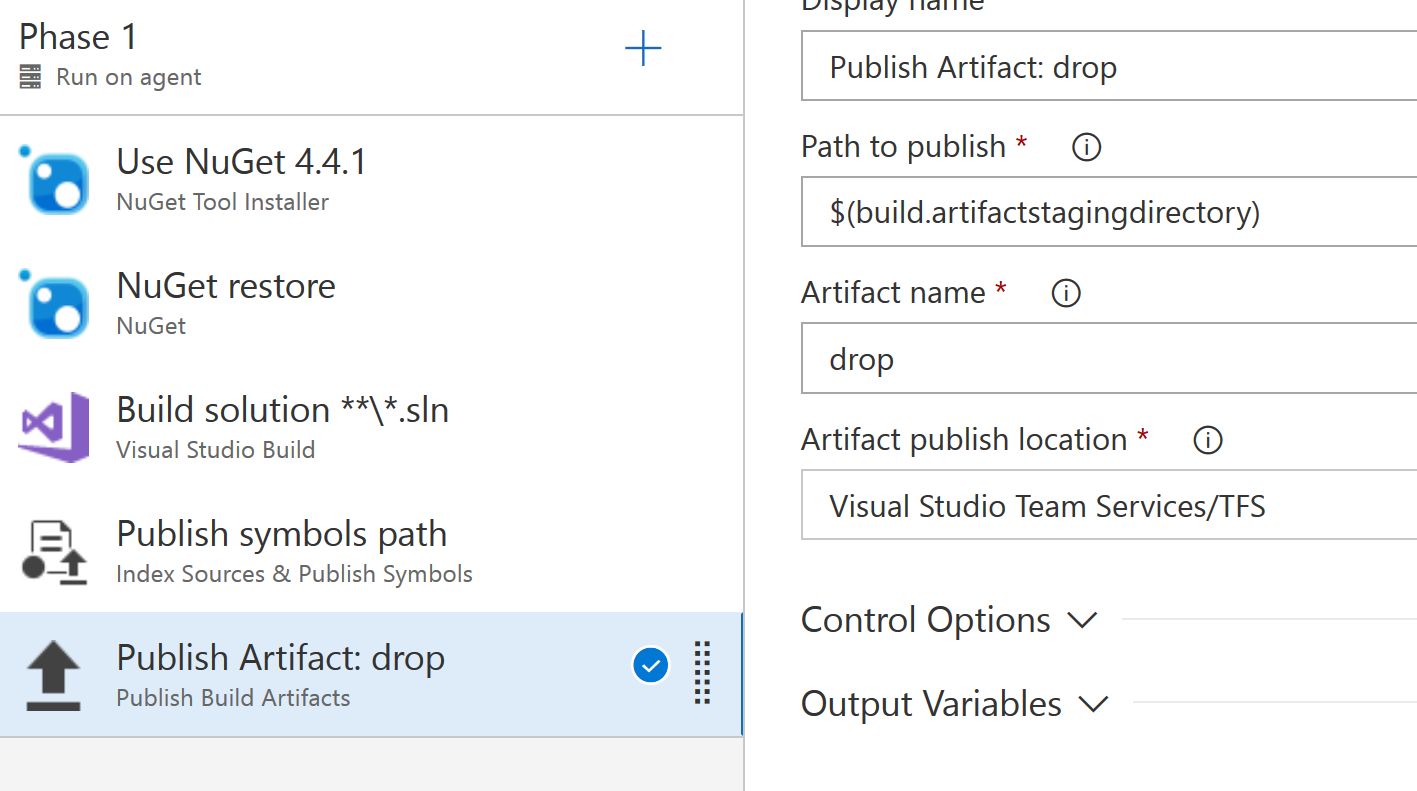 Phase 1
Run on agent
Use NuGet 4.4.1
NuGet Tool Installer
NuGet restore
NuGet
Build solution **\*.sln
Visual Studio Build
Publish symbols path
Index Sources & Publish Symbols
Publish Artifact: drop
Publish Build Artifacts
Display name
Publish Artifact: drop
Path to publish *
$(build.artifactstagingdirectory)
Artifact name *
drop
Artifact publish location *
Visual Studio Team Services/TFS
Control Options
Output Variables